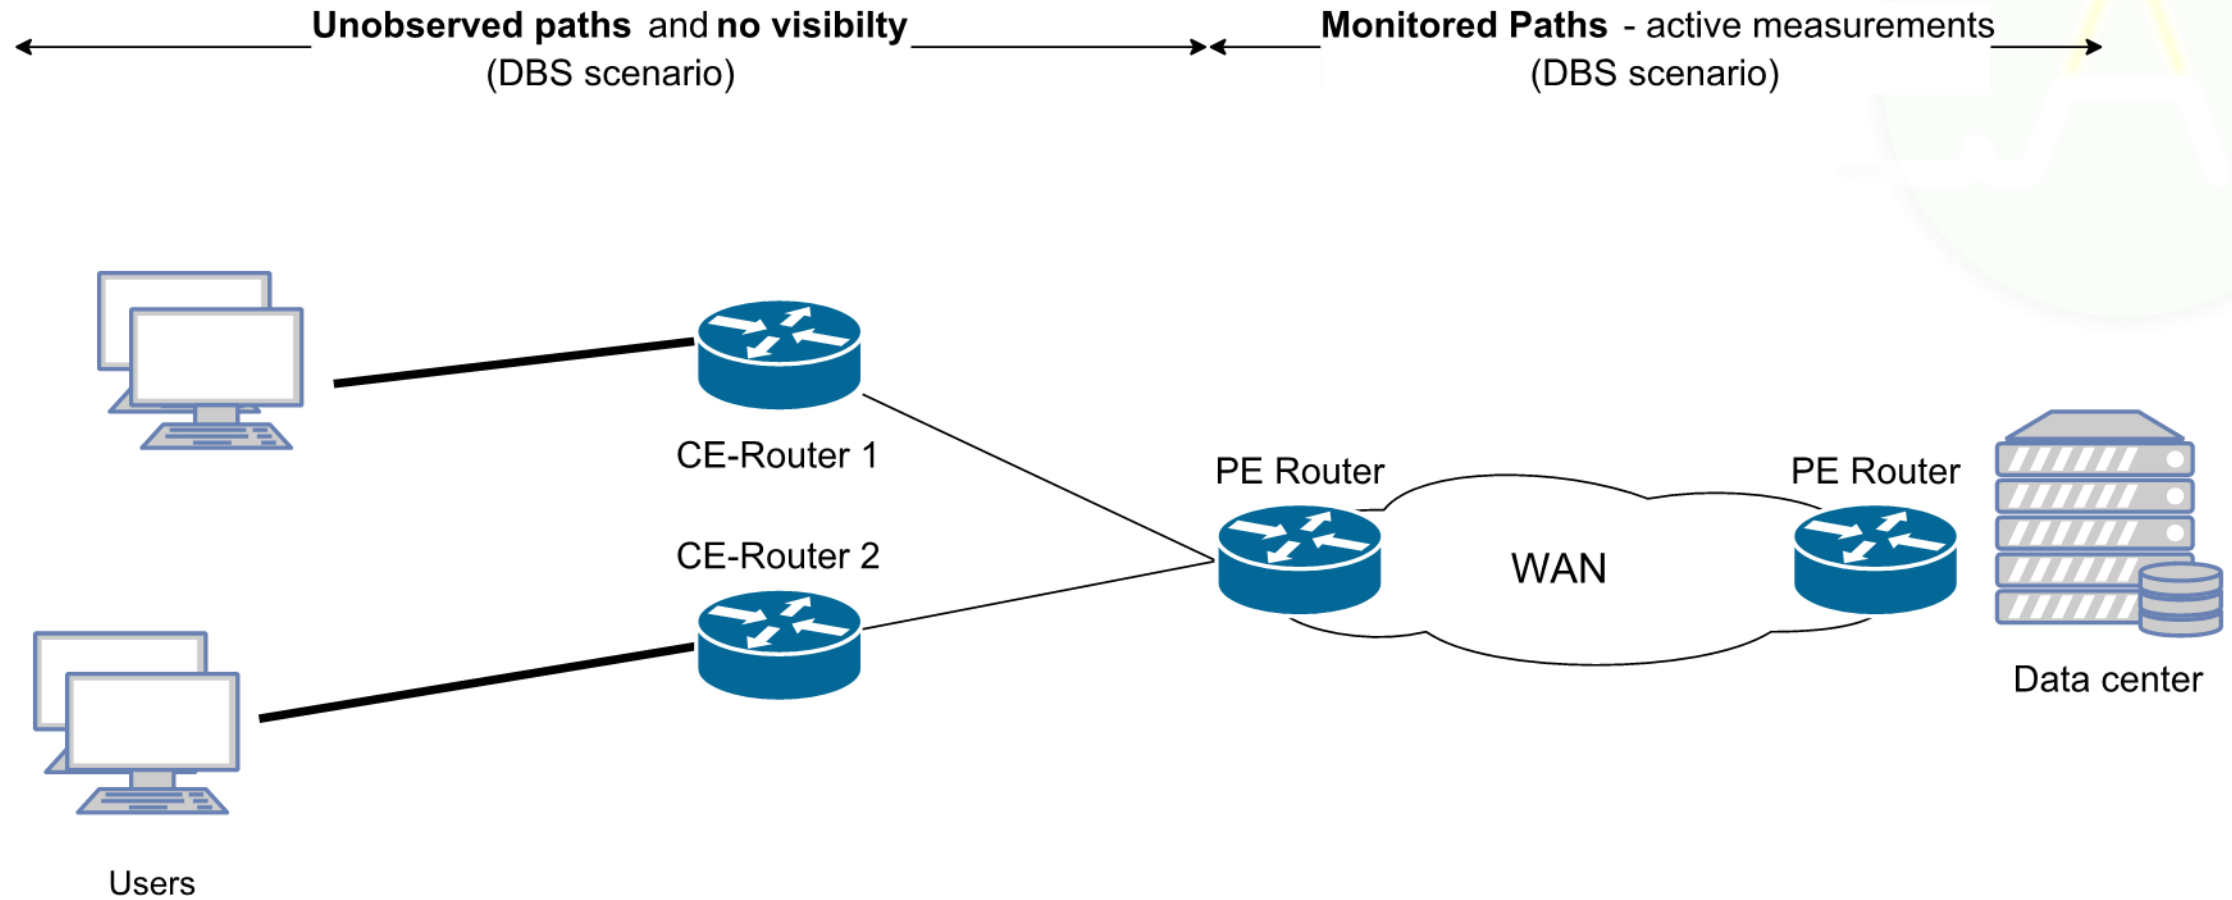 Unobserved paths and no visibilty
(DBS scenario)
Monitored Paths - active measurements
(DBS scenario)
CE-Router 1
CE-Router 2
PE Router
WAN
PE Router
Data center
Users